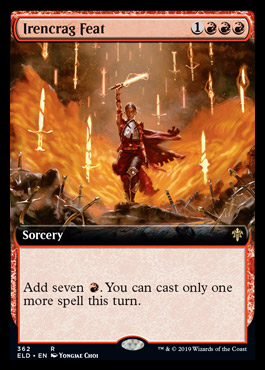 Irencrag Feat
1
Sorcery
Add seven R. You can cast only one
more spell this turn.
362 R
ELD • EN YONGJAE CHOI
™ & © 2019 Wizards of the Coast